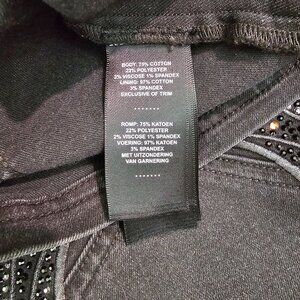 BODY: 75% COTTON
22% POLYESTER
3% VISCOSE 1% SPANDEX
LINING: 97% COTTON
3% SPANDEX
EXCLUSIVE OF TRIM
ROMP: 75% KATOEN
22% POLYESTER
2% VISCOSE 1% SPANDEX
VOERING: 97% KATOEN
3% SPANDEX
MET UITZONDERING
VAN GARNERING